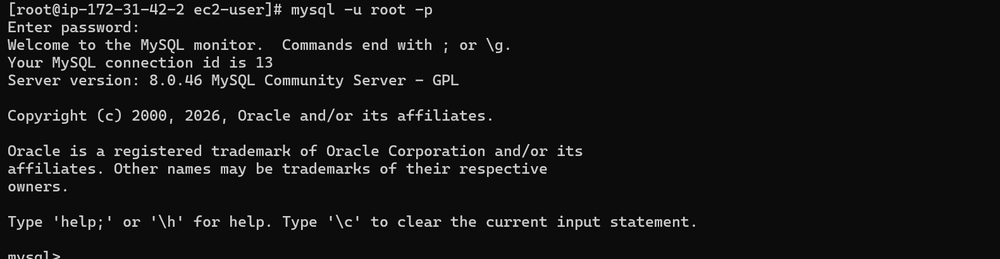 [root@ip-172-31-42-2 ec2-user]# mysql -u root -p
Enter password:
Welcome to the MySQL monitor.  Commands end with ; or \g.
Your MySQL connection id is 13
Server version: 8.0.46 MySQL Community Server - GPL
Copyright (c) 2000, 2026, Oracle and/or its affiliates.
Oracle is a registered trademark of Oracle Corporation and/or its
affiliates. Other names may be trademarks of their respective
owners.
Type 'help;' or '\h' for help. Type '\c' to clear the current input statement.
mysql>